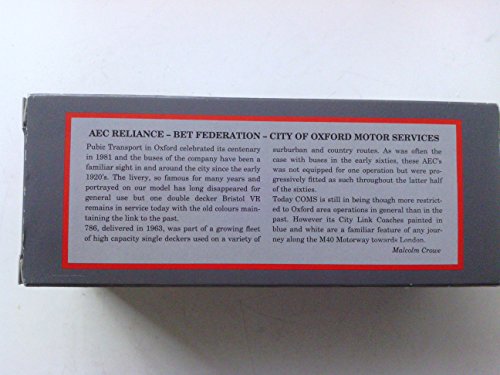 AEC RELIANCE – BET FEDERATION – CITY OF OXFORD MOTOR SERVICES
Pubic Transport in Oxford celebrated its centenary
in 1981 and the buses of the company have been a
familiar sight in and around the city since the early
1920's. The livery, so famous for many years and
portrayed on our model has long disappeared for
general use but one double decker Bristol VR
remains in service today with the old colours main-
taining the link to the past.
786, delivered in 1963, was part of a growing fleet
of high capacity single deckers used on a variety of
surburban and country routes. As was often the
case with buses in the early sixties, these AEC's
was not equipped for one operation but were pro-
gressively fitted as such throughout the latter half
of the sixties.
Today COMS is still in being though more restrict-
ed to Oxford area operations in general than in the
past. However its City Link Coaches painted in
blue and white are a familiar feature of any jour-
ney along the M40 Motorway towards London.
Malcolm Crowe